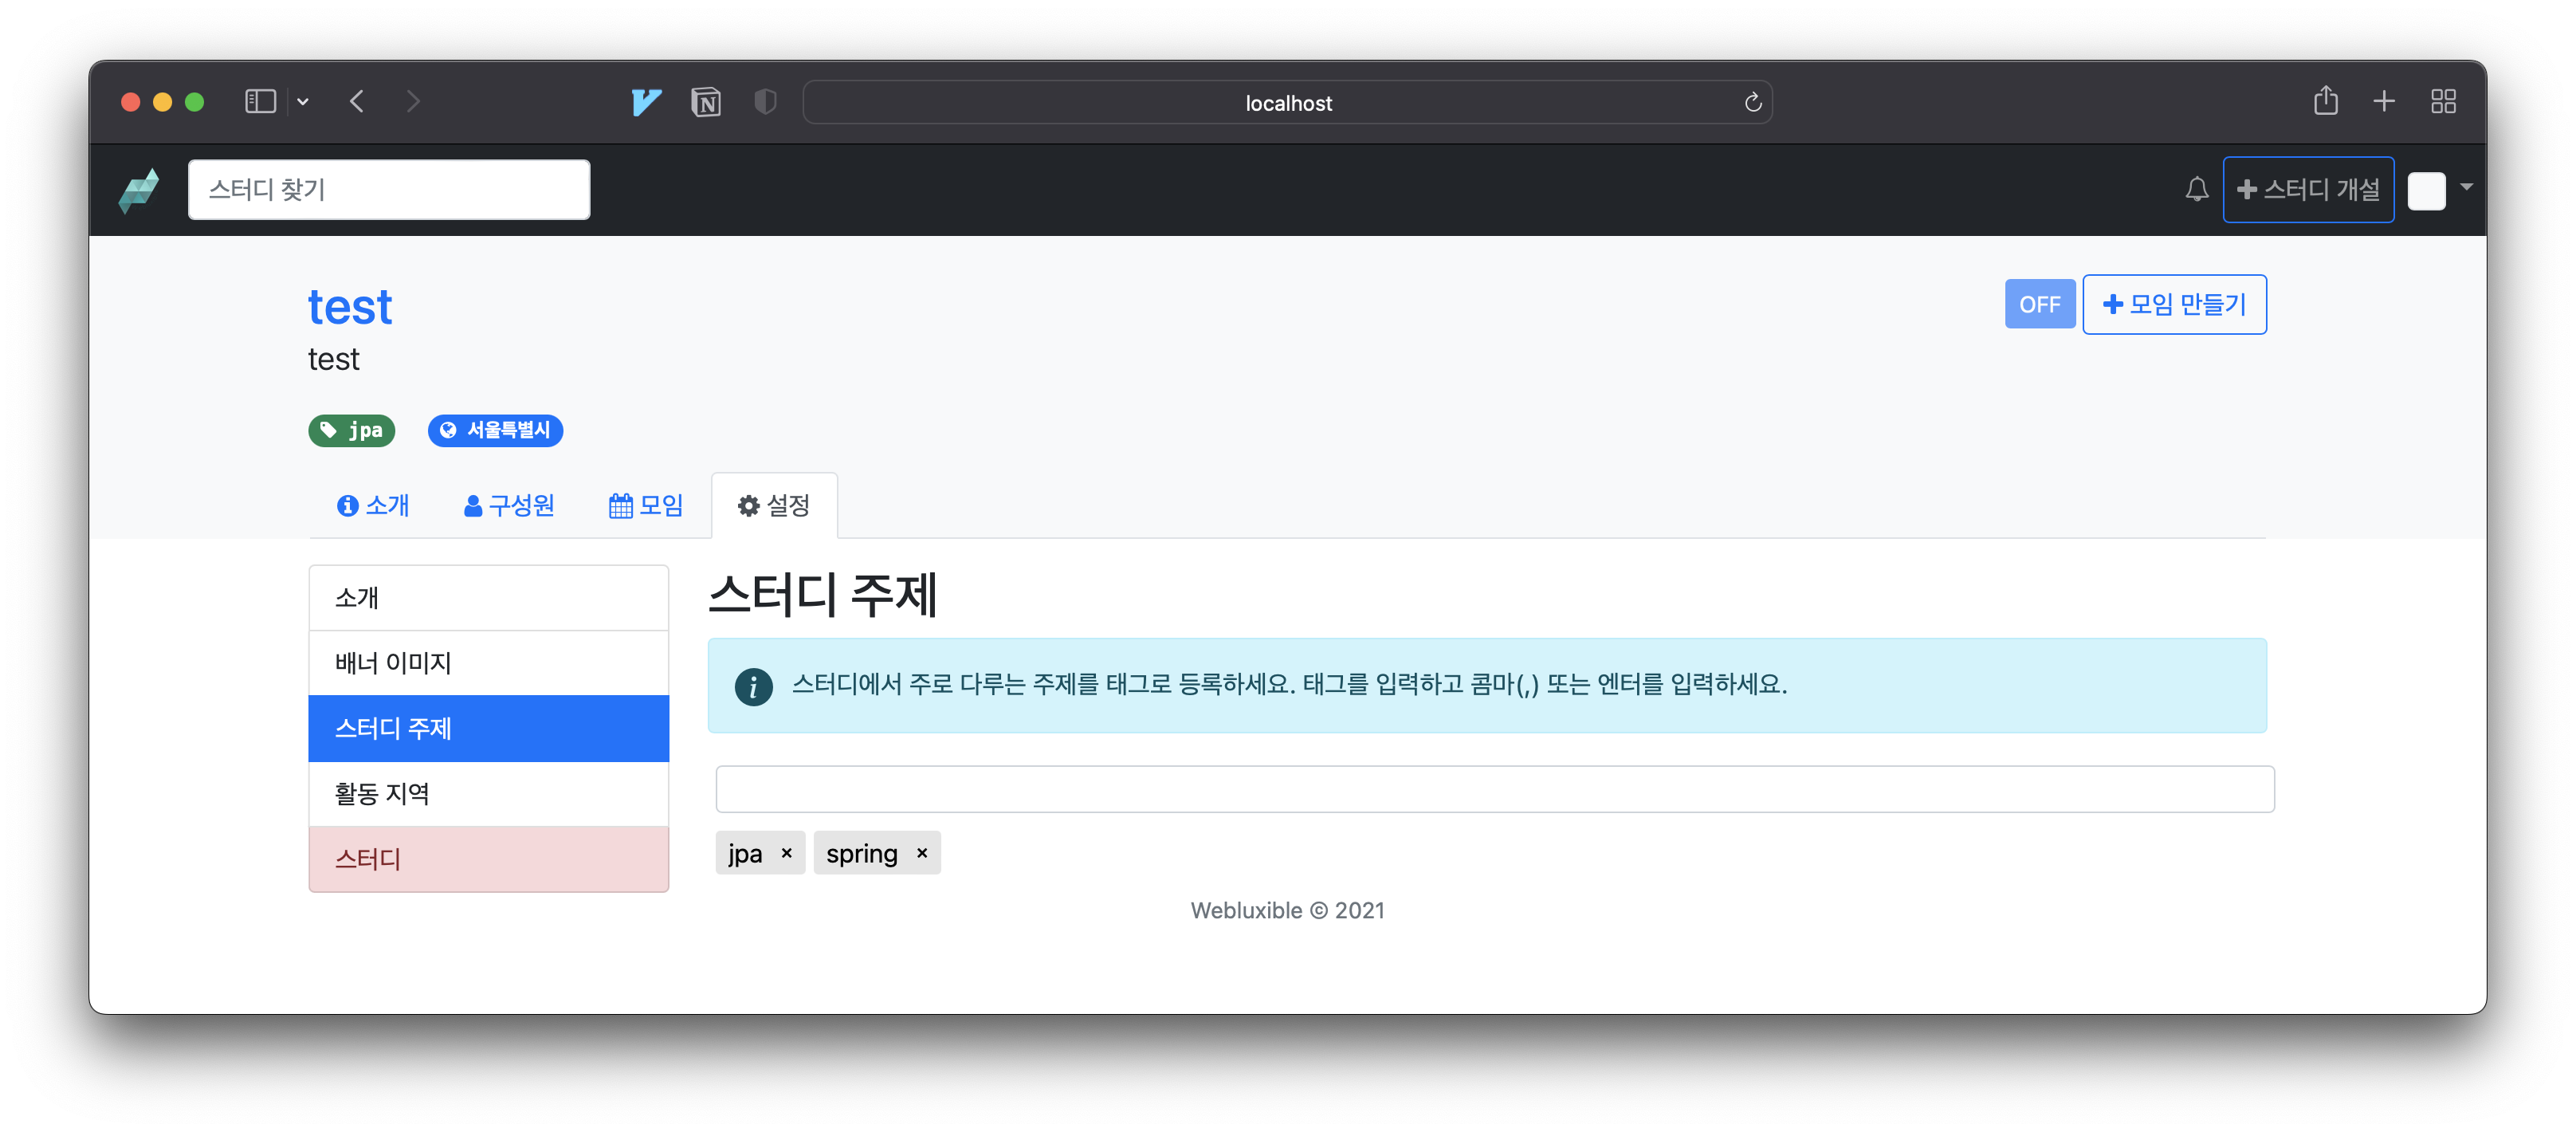 localhost
스터디 찾기
스터디 개설
test
OFF
모임 만들기
test
jpa
서울특별시
소개
구성원
모임
설정
소개
배너 이미지
스터디 주제
활동 지역
스터디
스터디 주제
스터디에서 주로 다루는 주제를 태그로 등록하세요. 태그를 입력하고 콤마(,) 또는 엔터를 입력하세요.
jpa ×
spring ×
Webluxible © 2021